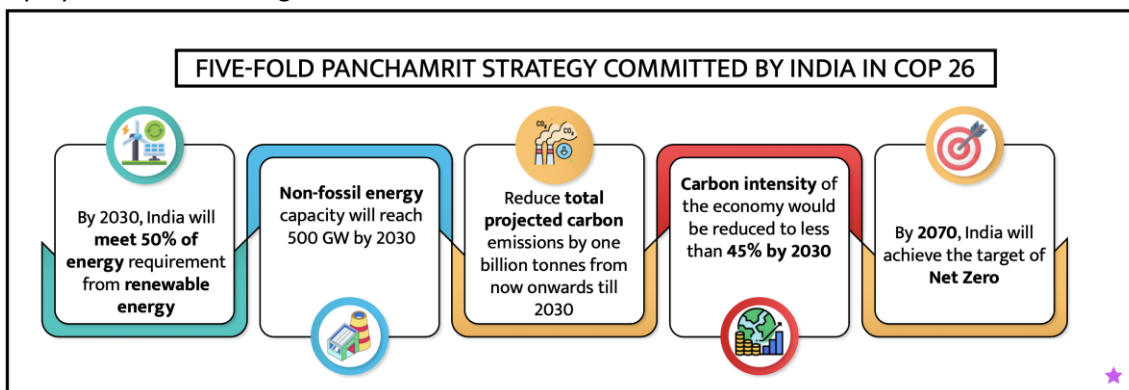 FIVE-FOLD PANCHAMRIT STRATEGY COMMITTED BY INDIA IN COP 26
By 2030, India will
meet 50% of
energy requirement
from renewable
energy
Non-fossil energy
capacity will reach
500 GW by 2030
CO₂
CO₂
Reduce total
projected carbon
emissions by one
billion tonnes from
now onwards till
2030
Carbon intensity of
the economy would
be reduced to less
than 45% by 2030
By 2070, India will
achieve the target of
Net Zero